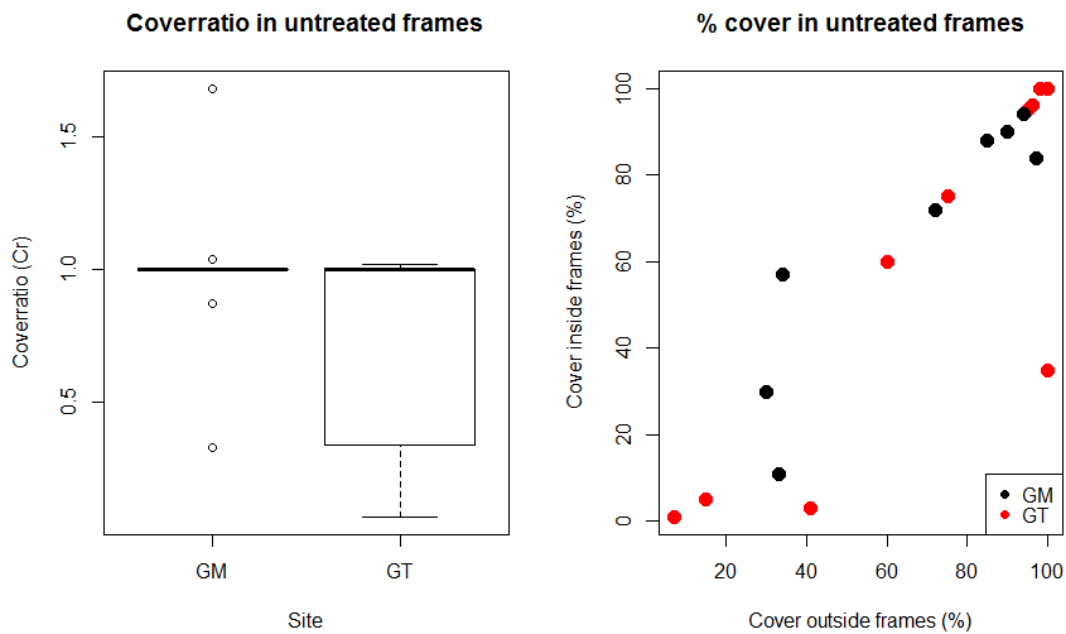 Coverratio in untreated frames
Coverratio (Cr)
1.5
1.0
0.5
GM
GT
Site
% cover in untreated frames
Cover inside frames (%)
100
80
60
40
20
0
20
40
60
80
100
Cover outside frames (%)
GM
GT